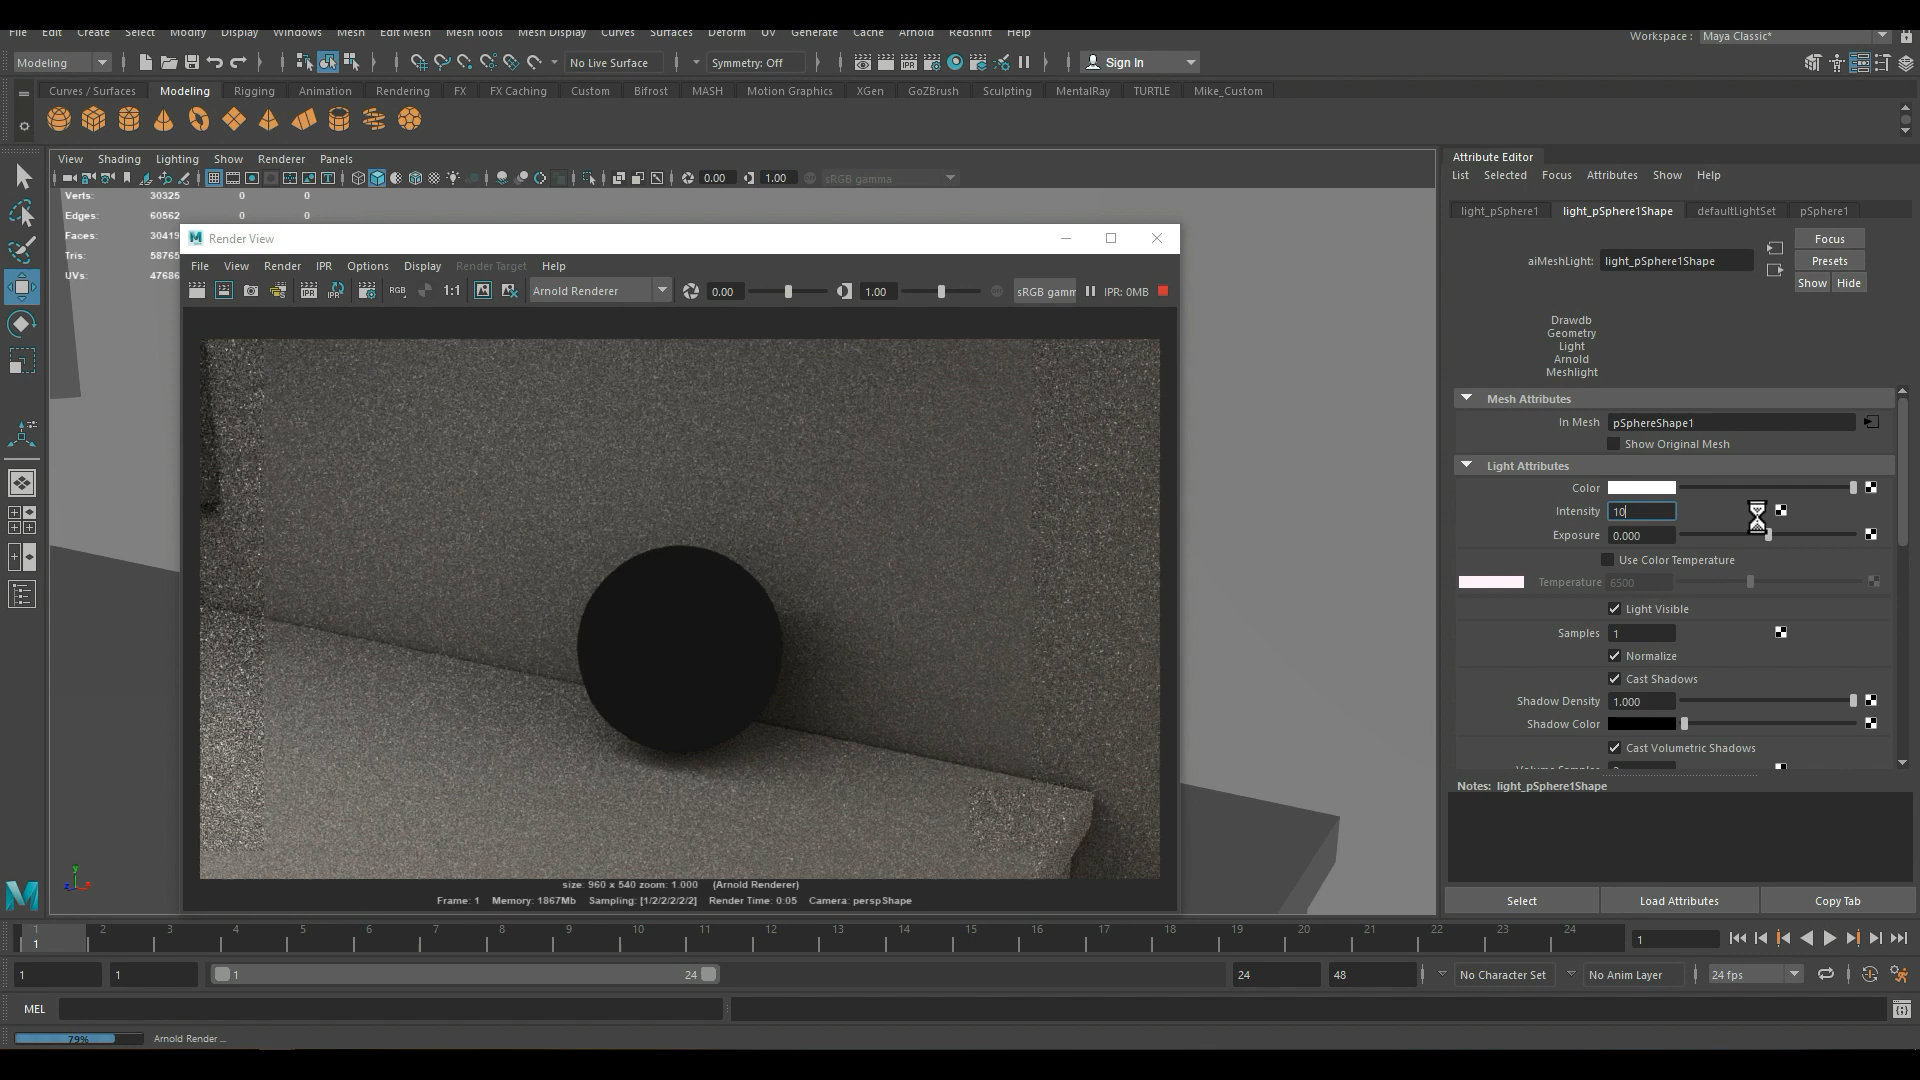 File Edit Create Select Modify Display Windows Mesh Edit Mesh Mesh Tools Mesh Display Curves Surfaces Deform UV Generate Cache Arnold Redshift Help
Workspace : Maya Classic*
Modeling No Live Surface Symmetry: Off Sign In
Curves / Surfaces Modeling Rigging Animation Rendering FX FX Caching Custom Bifrost MASH Motion Graphics XGen GoZBrush Sculpting MentalRay TURTLE Mike_Custom
View Shading Lighting Show Renderer Panels
0.00 1.00 sRGB gamma
Verts: 30325 0 0
Edges: 60562 0 0
Faces: 30419
Tris: 58765
UVs: 47686
Render View
File View Render IPR Options Display Render Target Help
IPR IPR RGB 1:1 Arnold Renderer 0.00 1.00 sRGB gamm IPR: 0MB
size: 960 x 540 zoom: 1.000 (Arnold Renderer)
Frame: 1 Memory: 1867Mb Sampling: [1/2/2/2/2/2] Render Time: 0:05 Camera: perspShape
Attribute Editor
List Selected Focus Attributes Show Help
light_pSphere1 light_pSphere1Shape defaultLightSet pSphere1
aiMeshLight: light_pSphere1Shape
Focus
Presets
Show Hide
Drawdb
Geometry
Light
Arnold
Meshlight
Mesh Attributes
In Mesh pSphereShape1
Show Original Mesh
Light Attributes
Color
Intensity 10
Exposure 0.000
Use Color Temperature
Temperature 6500
Light Visible
Samples 1
Normalize
Cast Shadows
Shadow Density 1.000
Shadow Color
Cast Volumetric Shadows
Volume Samples 2
Notes: light_pSphere1Shape
Select Load Attributes Copy Tab
1 2 3 4 5 6 7 8 9 10 11 12 13 14 15 16 17 18 19 20 21 22 23 24
1 1
1 1 1 24 24 48 No Character Set No Anim Layer 24 fps
MEL
79% Arnold Render ...